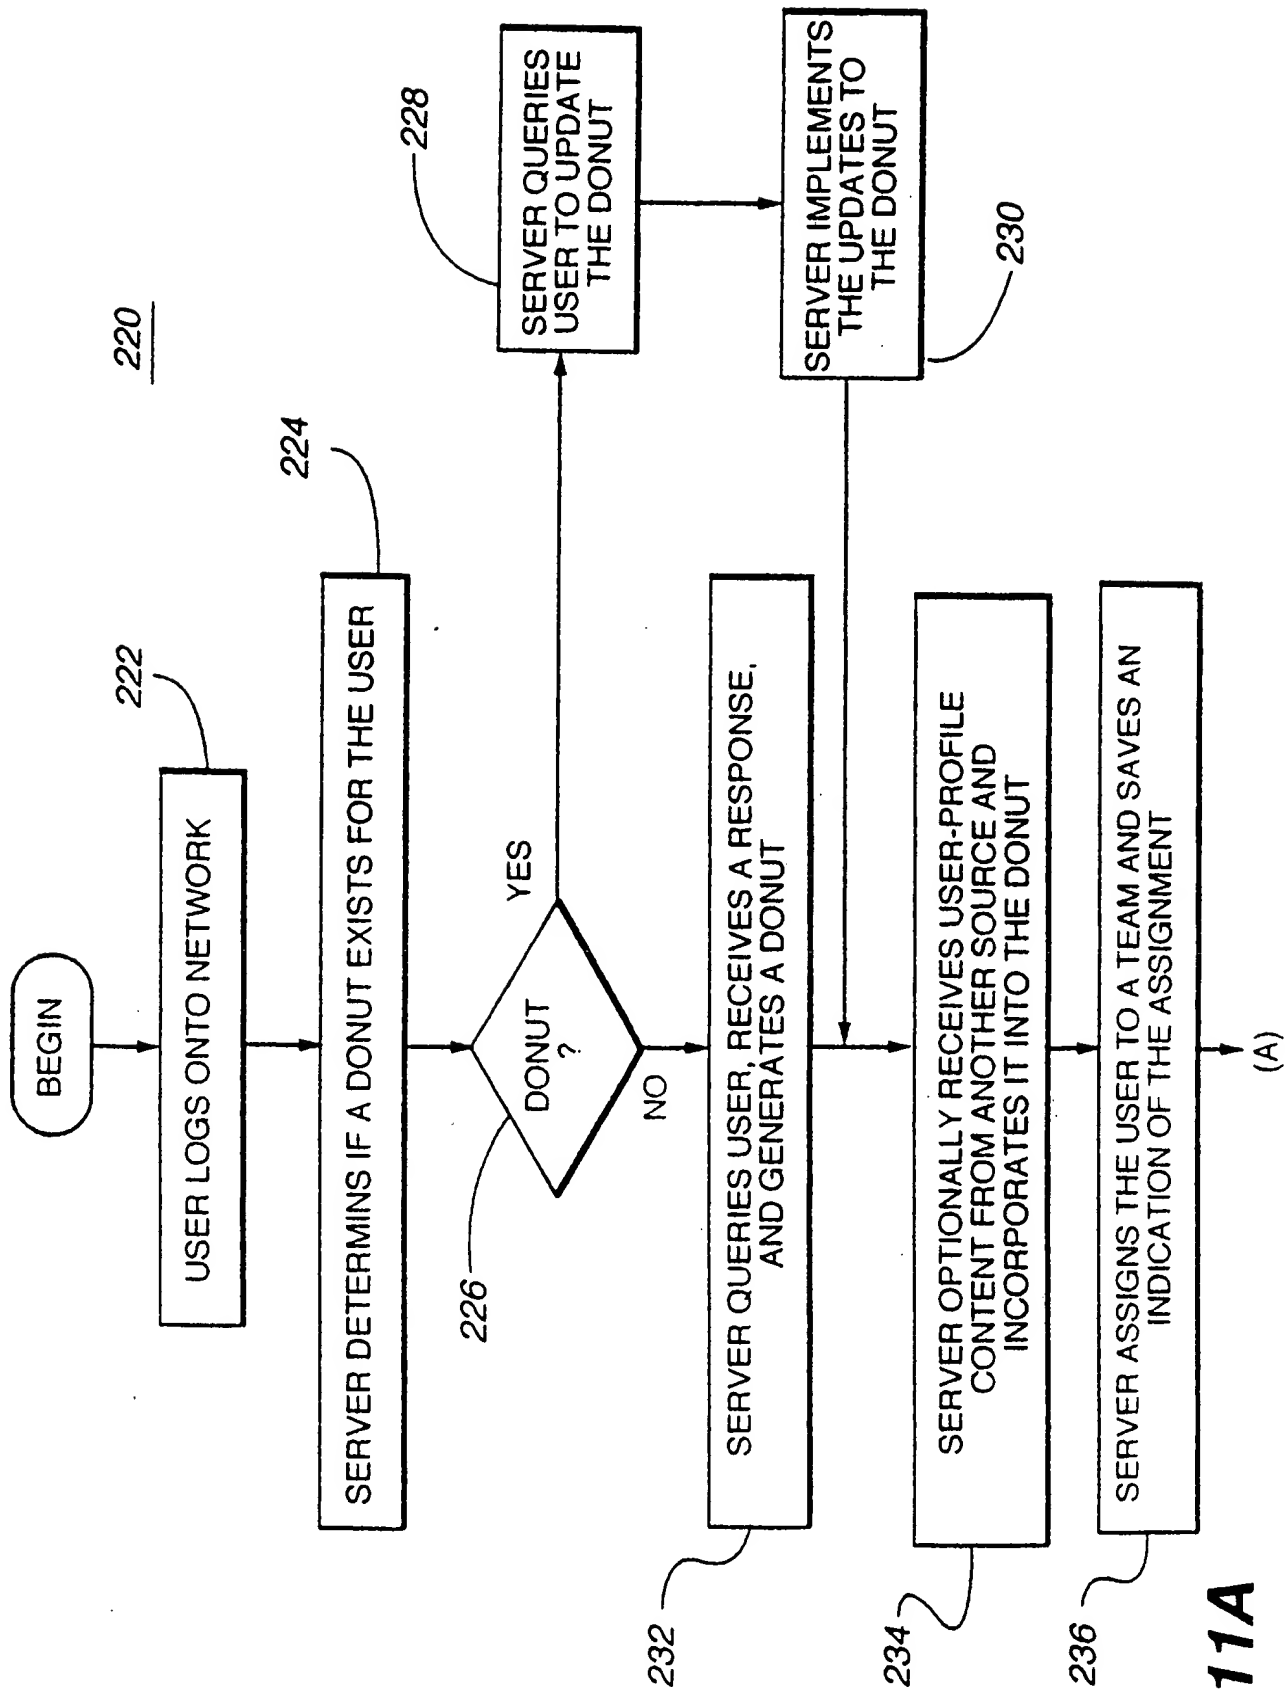 220
BEGIN
222
USER LOGS ONTO NETWORK
224
SERVER DETERMINS IF A DONUT EXISTS FOR THE USER
226
DONUT
?
YES
NO
228
SERVER QUERIES
USER TO UPDATE
THE DONUT
SERVER IMPLEMENTS
THE UPDATES TO
THE DONUT
230
232
SERVER QUERIES USER, RECEIVES A RESPONSE,
AND GENERATES A DONUT
234
SERVER OPTIONALLY RECEIVES USER-PROFILE
CONTENT FROM ANOTHER SOURCE AND
INCORPORATES IT INTO THE DONUT
236
SERVER ASSIGNS THE USER TO A TEAM AND SAVES AN
INDICATION OF THE ASSIGNMENT
(A)
11A